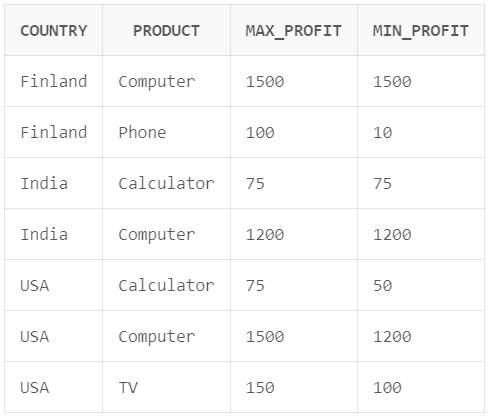 COUNTRY PRODUCT MAX_PROFIT MIN_PROFIT
Finland Computer 1500 1500
Finland Phone 100 10
India Calculator 75 75
India Computer 1200 1200
USA Calculator 75 50
USA Computer 1500 1200
USA TV 150 100